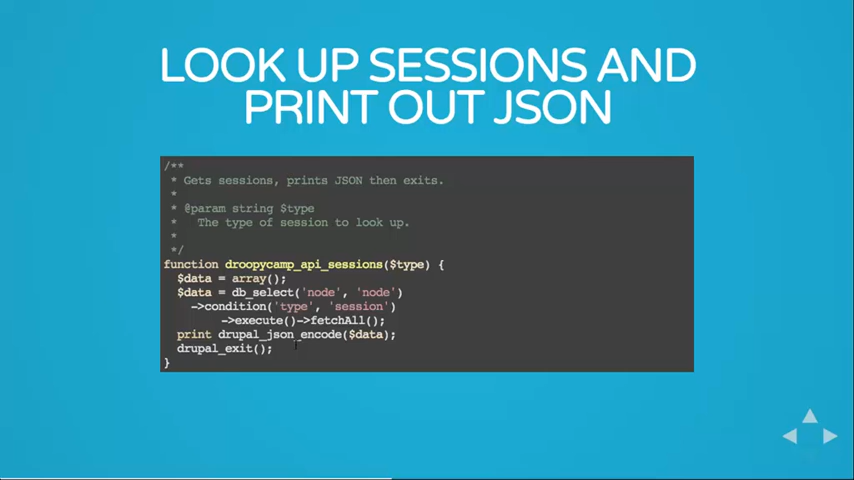 LOOK UP SESSIONS AND
PRINT OUT JSON
/**
 * Gets sessions, prints JSON then exits.
 *
 * @param string $type
 *   The type of session to look up.
 *
 */
function droopycamp_api_sessions($type) {
  $data = array();
  $data = db_select('node', 'node')
    ->condition('type', 'session')
        ->execute()->fetchAll();
  print drupal_json_encode($data);
  drupal_exit();
}